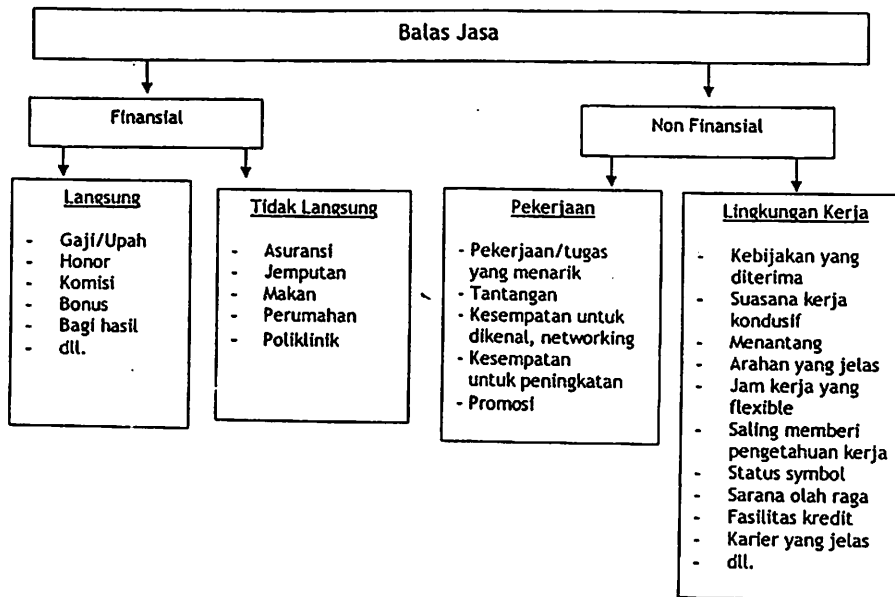 Balas Jasa
Finansial
Non Finansial
Langsung
- Gaji/Upah
- Honor
- Komisi
- Bonus
- Bagi hasil
- dll.
Tidak Langsung
- Asuransi
- Jemputan
- Makan
- Perumahan
- Poliklinik
Pekerjaan
- Pekerjaan/tugas
yang menarik
- Tantangan
- Kesempatan untuk
dikenal, networking
- Kesempatan
untuk peningkatan
- Promosi
Lingkungan Kerja
- Kebijakan yang
diterima
- Suasana kerja
kondusif
- Menantang
- Arahan yang jelas
- Jam kerja yang
flexible
- Saling memberi
pengetahuan kerja
- Status symbol
- Sarana olah raga
- Fasilitas kredit
- Karier yang jelas
- dll.